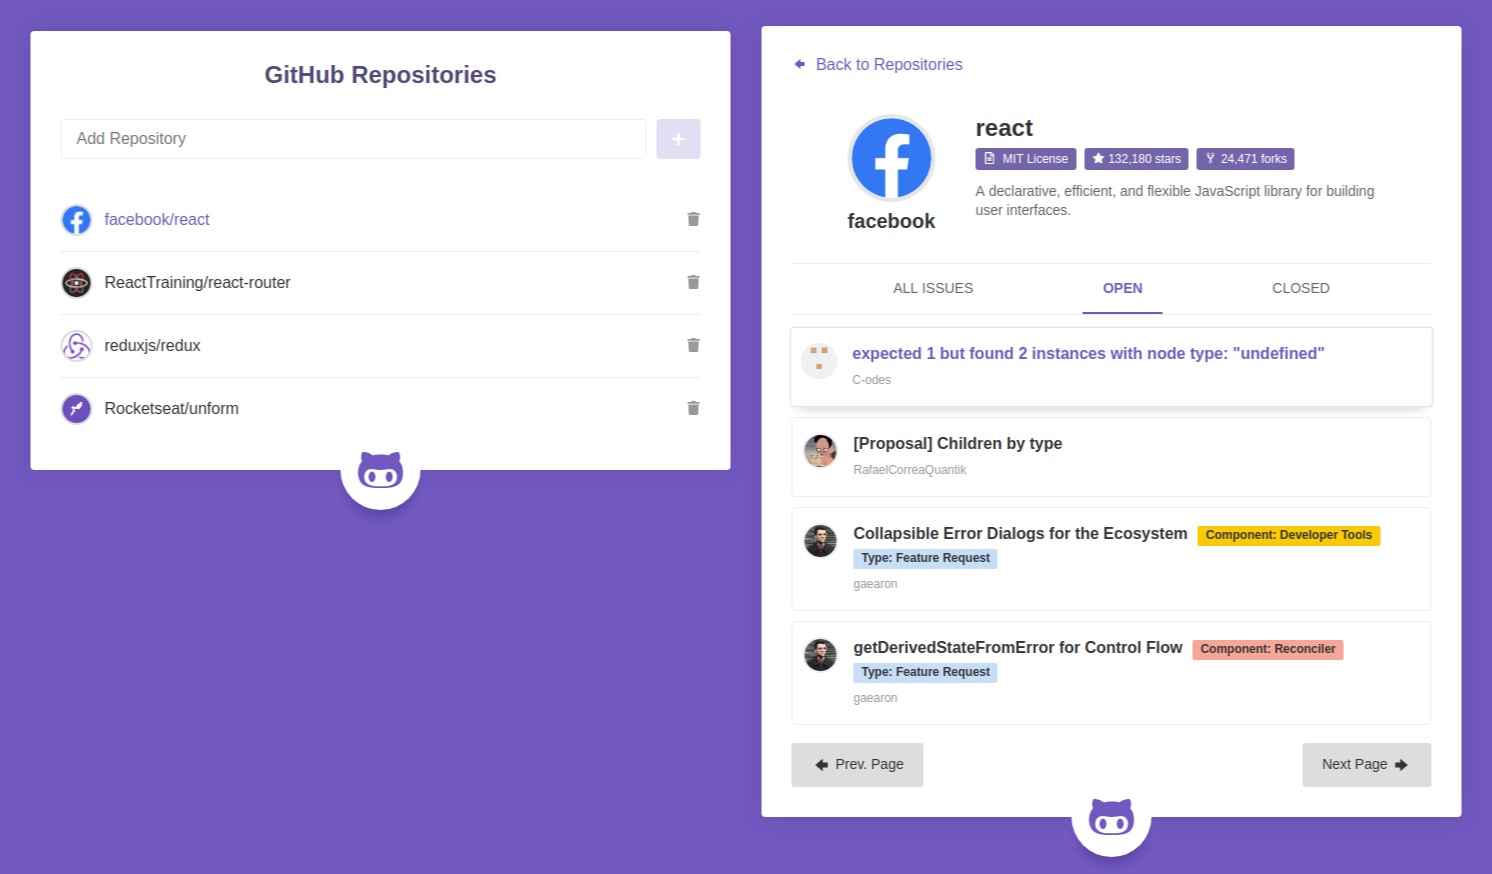 GitHub Repositories
Add Repository
+
facebook/react
ReactTraining/react-router
reduxjs/redux
Rocketseat/unform
Back to Repositories
facebook
react
MIT License 132,180 stars 24,471 forks
A declarative, efficient, and flexible JavaScript library for building
user interfaces.
ALL ISSUES OPEN CLOSED
expected 1 but found 2 instances with node type: "undefined"
C-odes
[Proposal] Children by type
RafaelCorreaQuantik
Collapsible Error Dialogs for the Ecosystem Component: Developer Tools
Type: Feature Request
gaearon
getDerivedStateFromError for Control Flow Component: Reconciler
Type: Feature Request
gaearon
Prev. Page Next Page